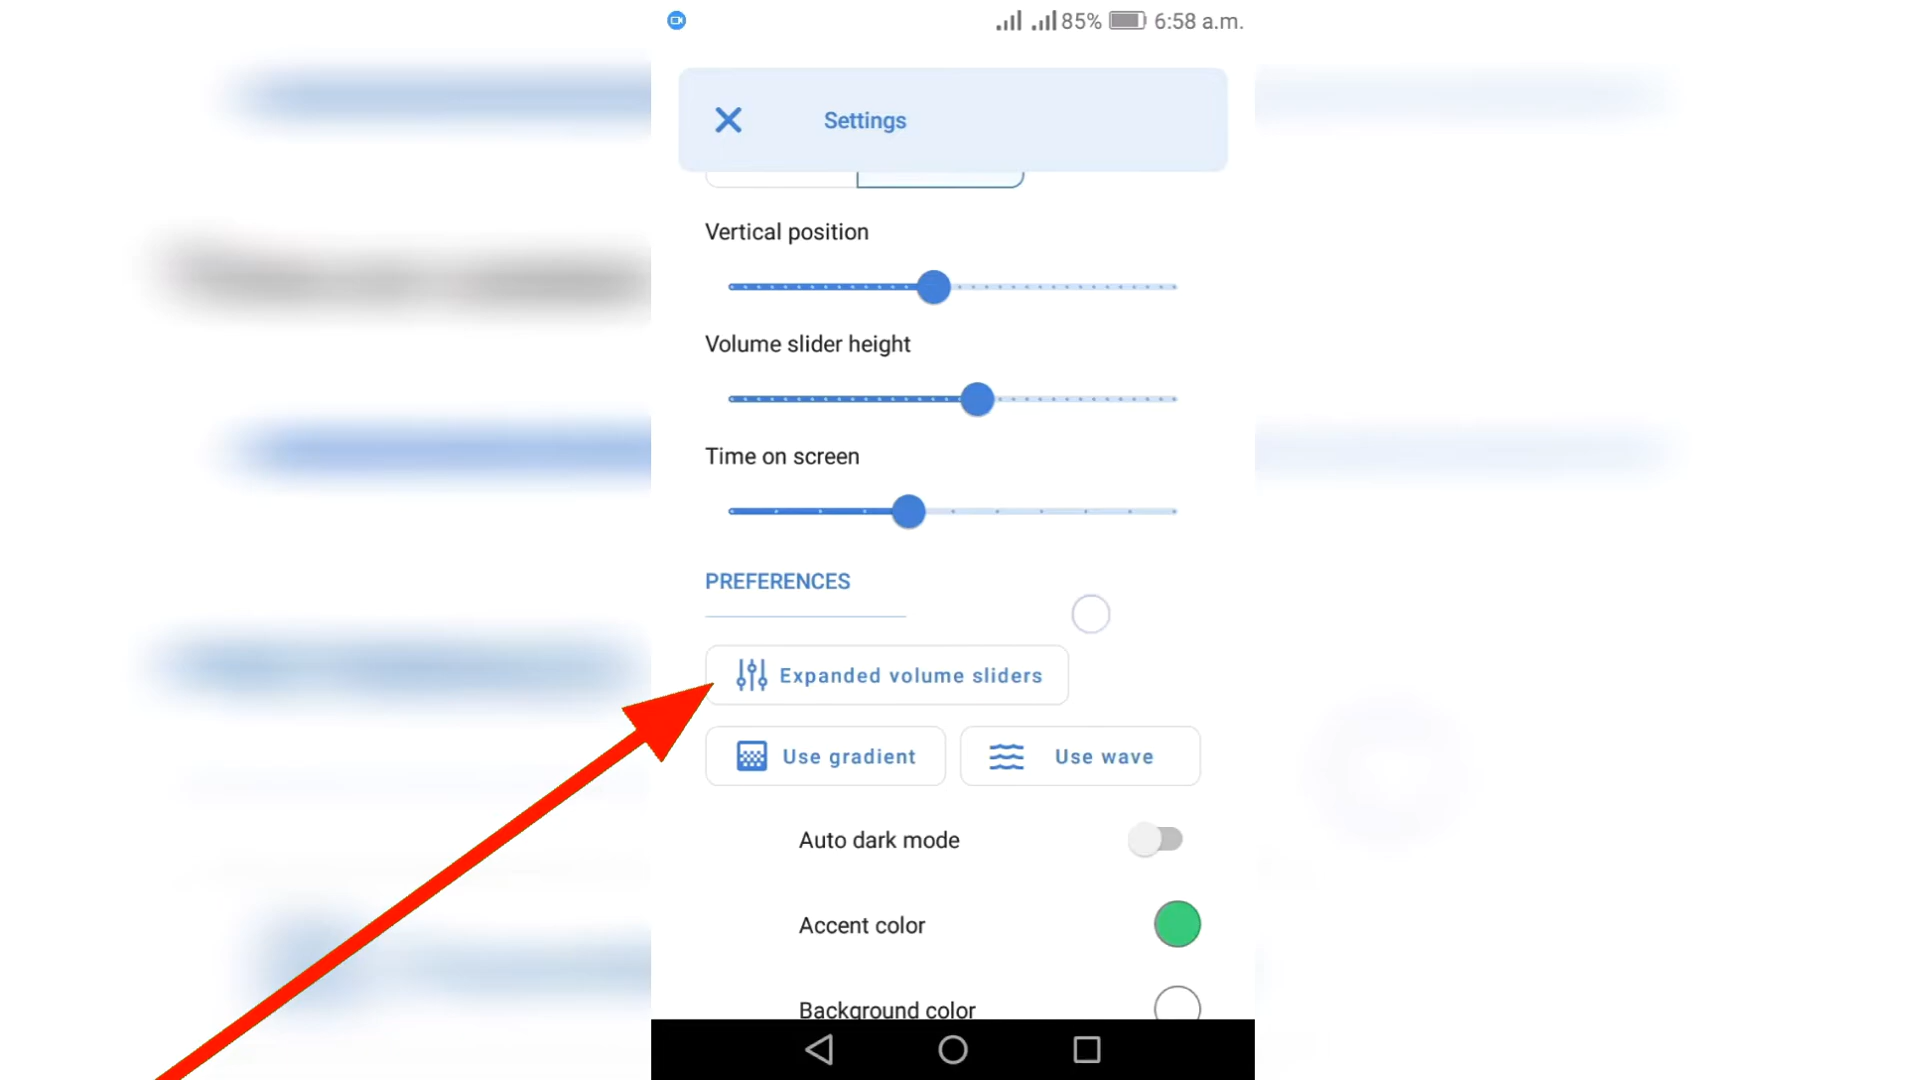 85% 6:58 a.m.
Settings
Vertical position
Volume slider height
Time on screen
PREFERENCES
Expanded volume sliders
Use gradient Use wave
Auto dark mode
Accent color
Background color